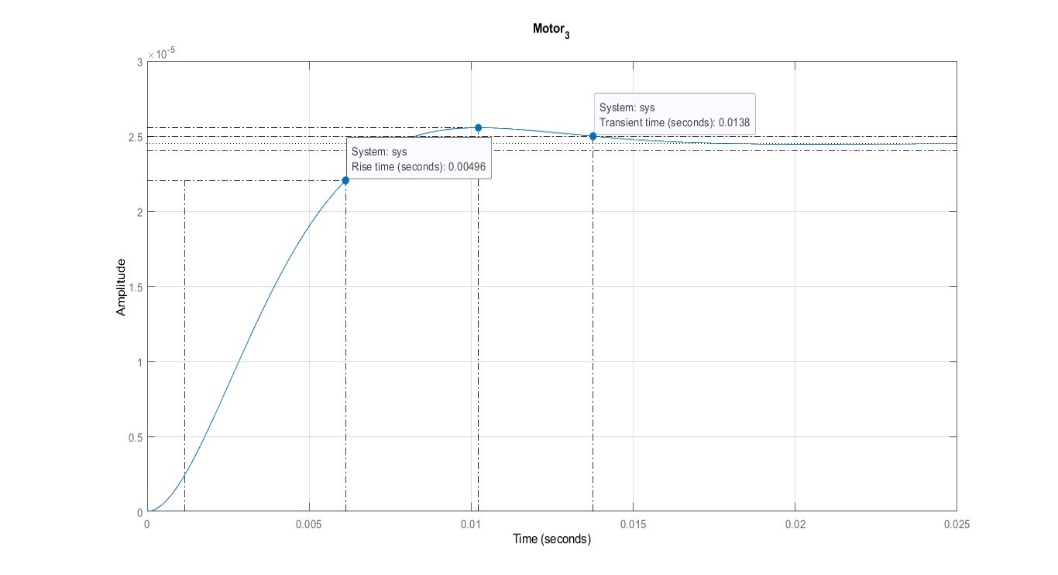 Motor3
×10-5
3
System: sys
Transient time (seconds): 0.0138
2.5
System: sys
Rise time (seconds): 0.00496
2
Amplitude
1.5
1
0.5
0
0 0.005 0.01 0.015 0.02 0.025
Time (seconds)